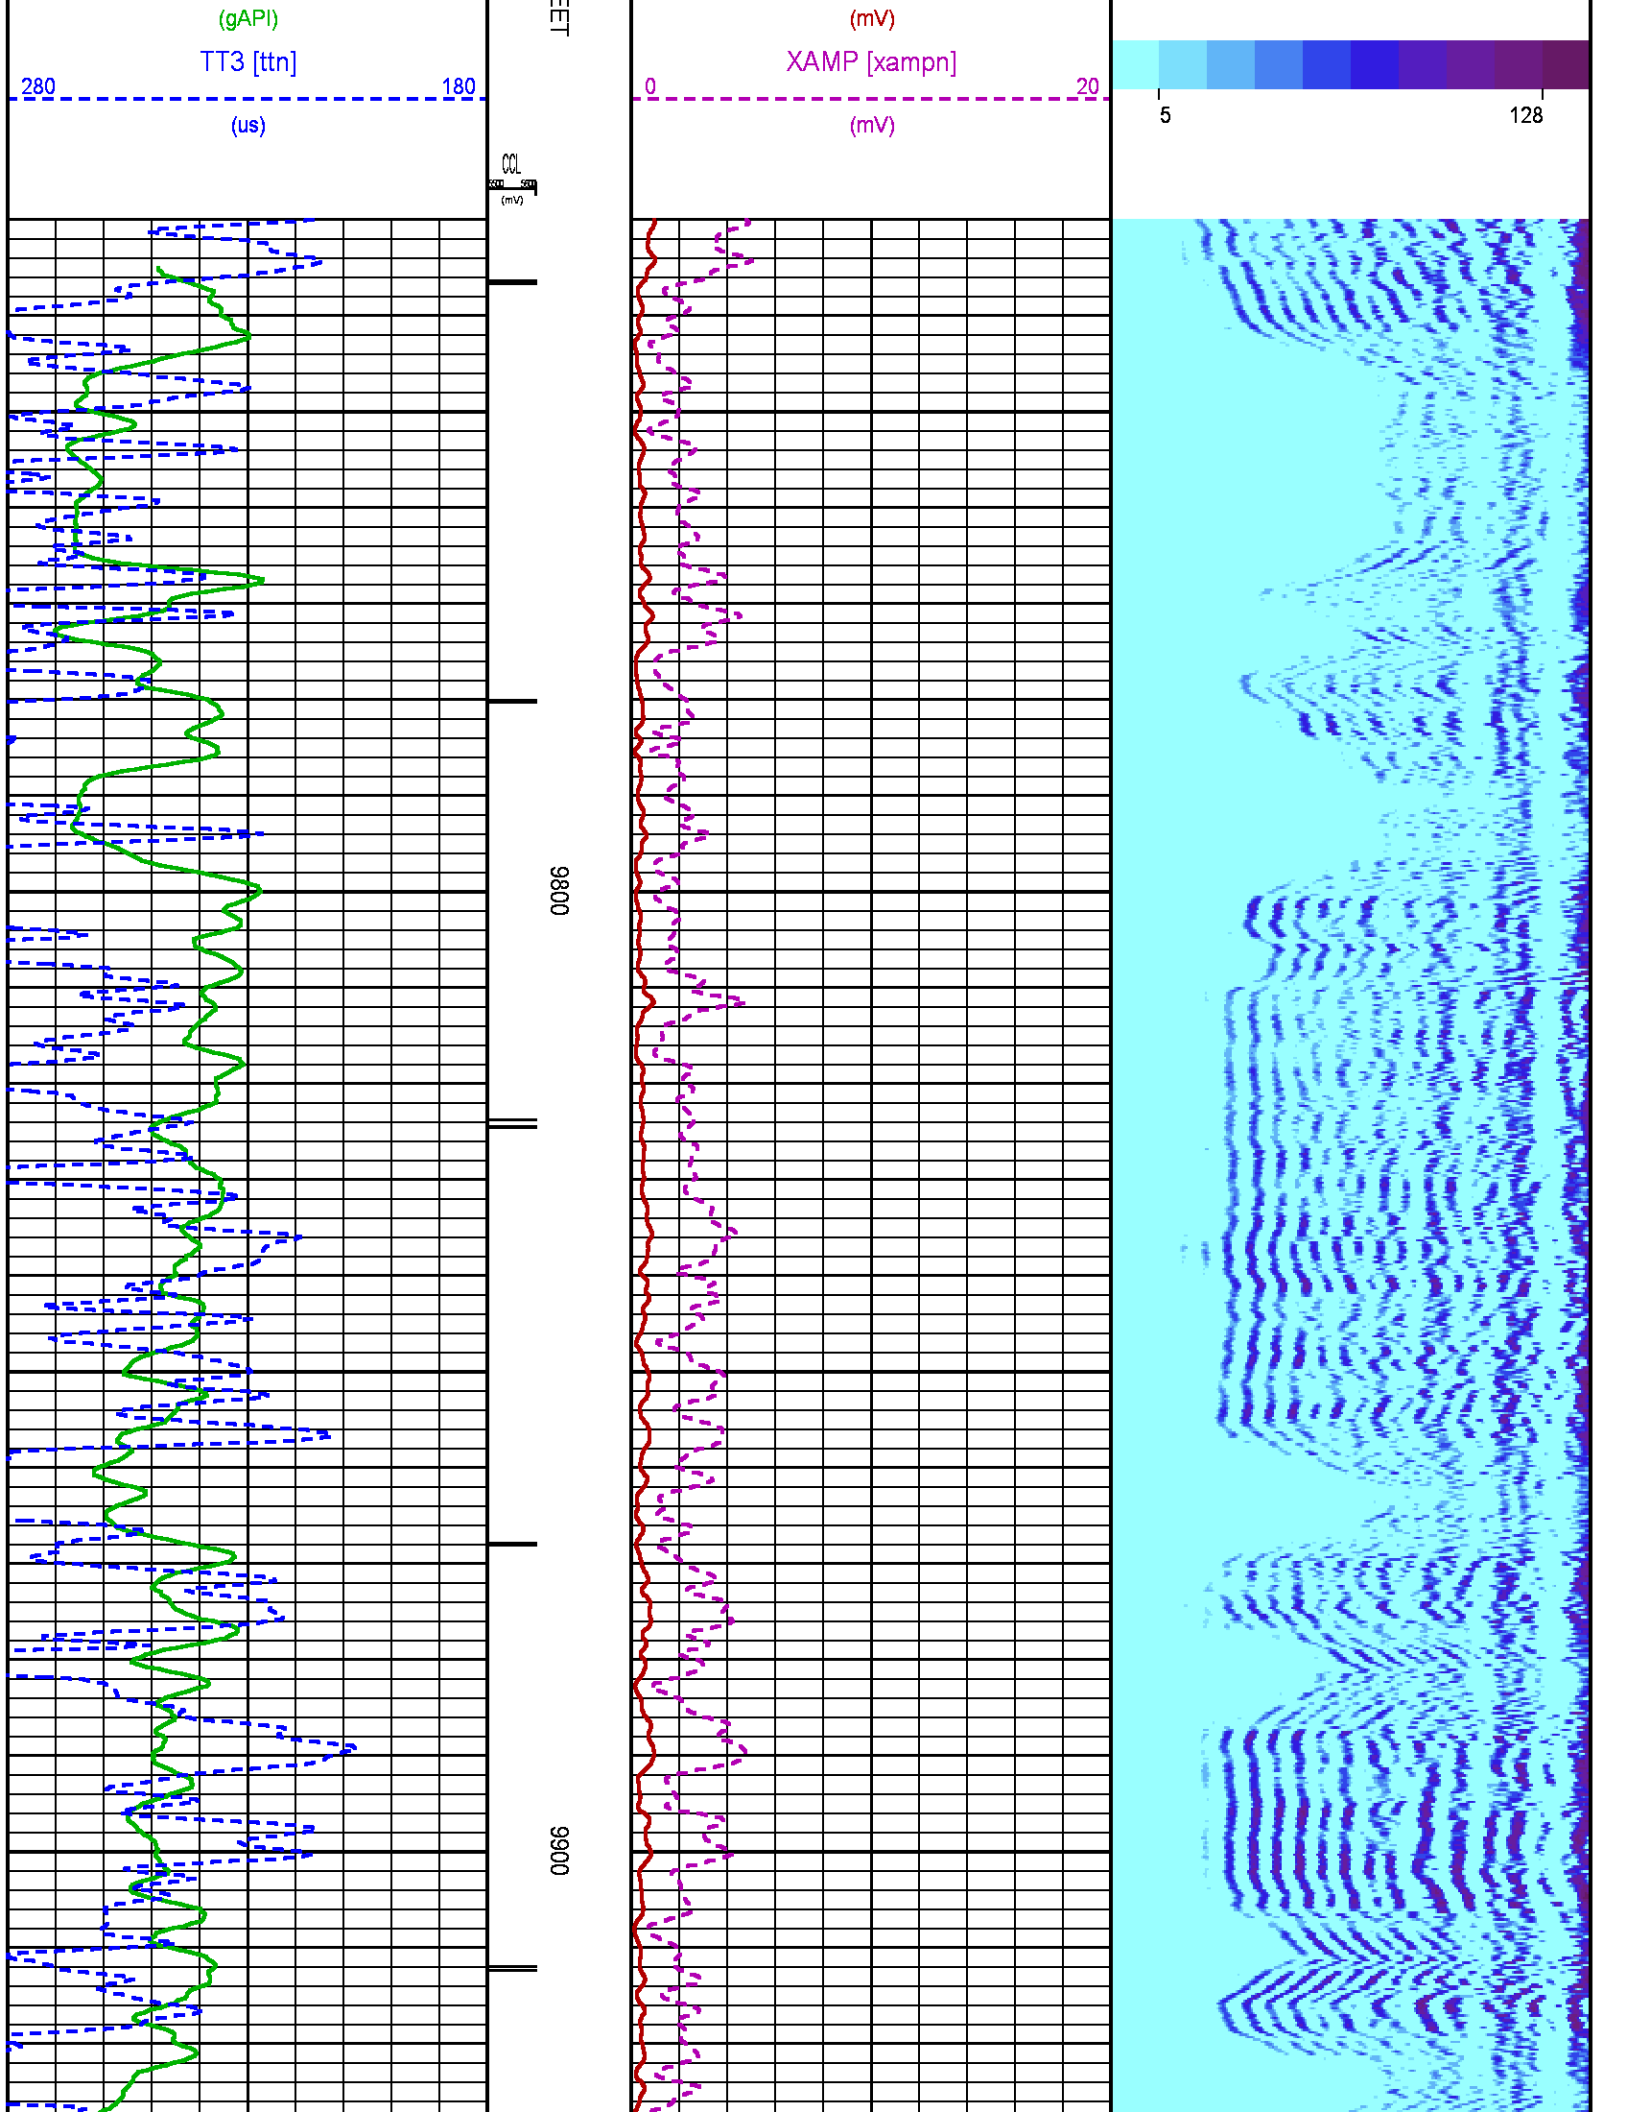 (gAPI)
TT3 [ttn]
280 180
(us)
EET
CCL
(mV)
(mV)
XAMP [xampn]
0 20
(mV)
5 128
9800
9900